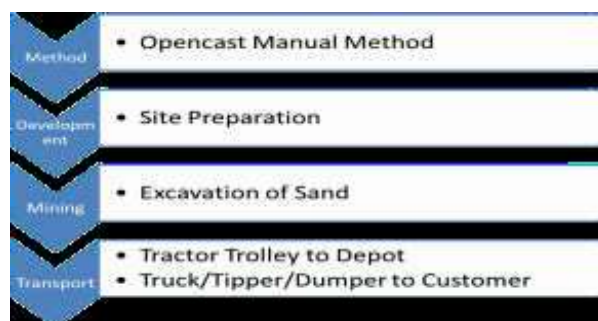 Method
• Opencast Manual Method
Developm
ent
• Site Preparation
Mining
• Excavation of Sand
Transport
• Tractor Trolley to Depot
• Truck/Tipper/Dumper to Customer